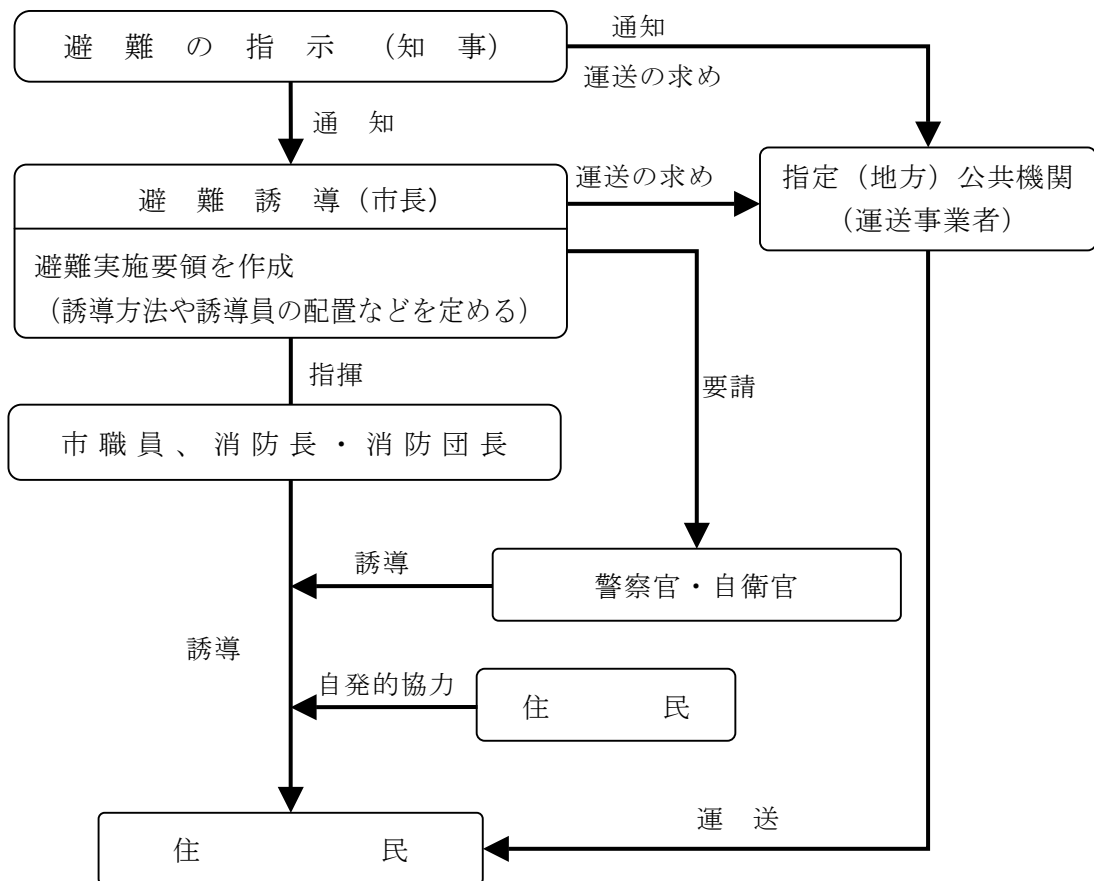 避難の指示（知事）
通知
運送の求め
通知
避難誘導（市長）
運送の求め
指定（地方）公共機関
（運送事業者）
避難実施要領を作成
（誘導方法や誘導員の配置などを定める）
指揮
要請
市職員、消防長・消防団長
誘導
警察官・自衛官
誘導
自発的協力
住民
運送
住民